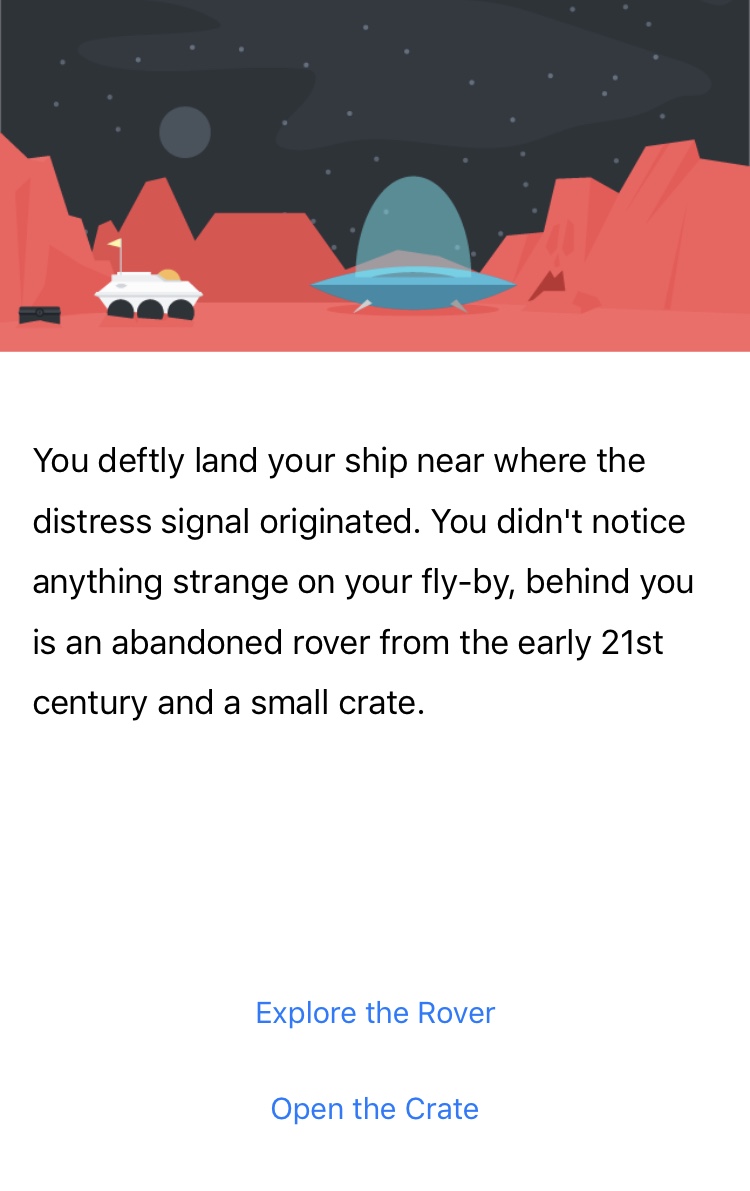 You deftly land your ship near where the
distress signal originated. You didn't notice
anything strange on your fly-by, behind you
is an abandoned rover from the early 21st
century and a small crate.
Explore the Rover
Open the Crate